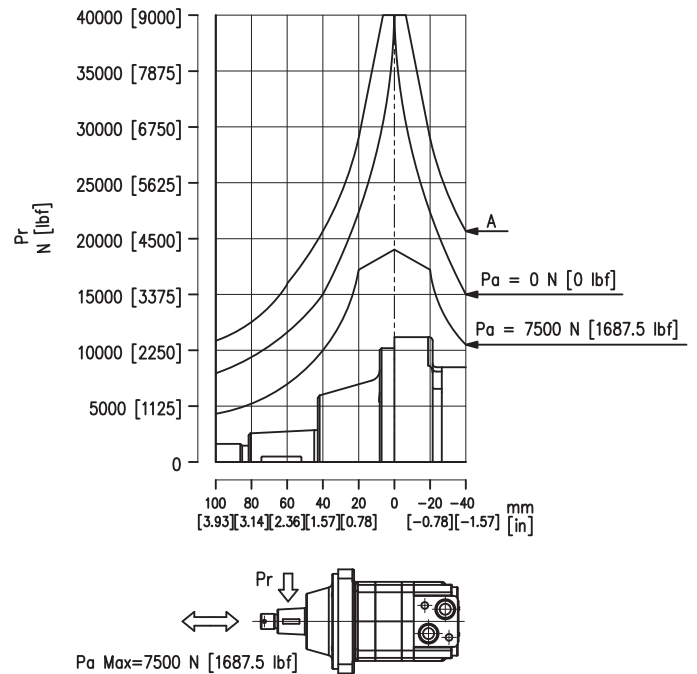 40000 [9000]
35000 [7875]
30000 [6750]
25000 [5625]
Pr
N [lbf]
20000 [4500]
15000 [3375]
10000 [2250]
5000 [1125]
0
A
Pa = 0 N [0 lbf]
Pa = 7500 N [1687.5 lbf]
100 80 60 40 20 0 -20 -40 mm
[3.93][3.14][2.36][1.57][0.78] [-0.78][-1.57] [in]
Pr
Pa Max=7500 N [1687.5 lbf]